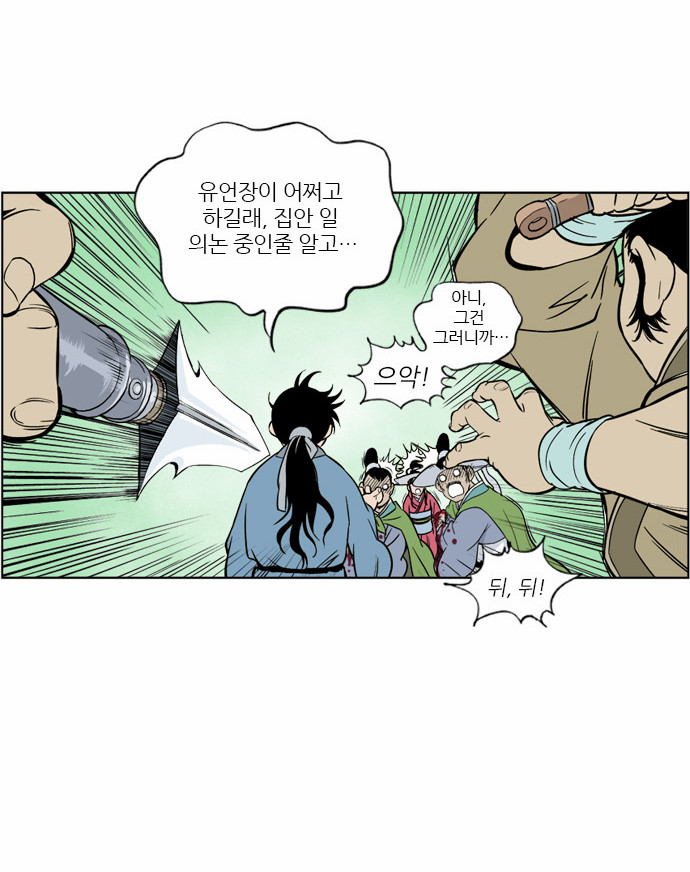 유언장이 어쩌고
하길래, 집안 일
의논 중인줄 알고…
아니,
그건
그러니까…
으악!
뒤, 뒤!